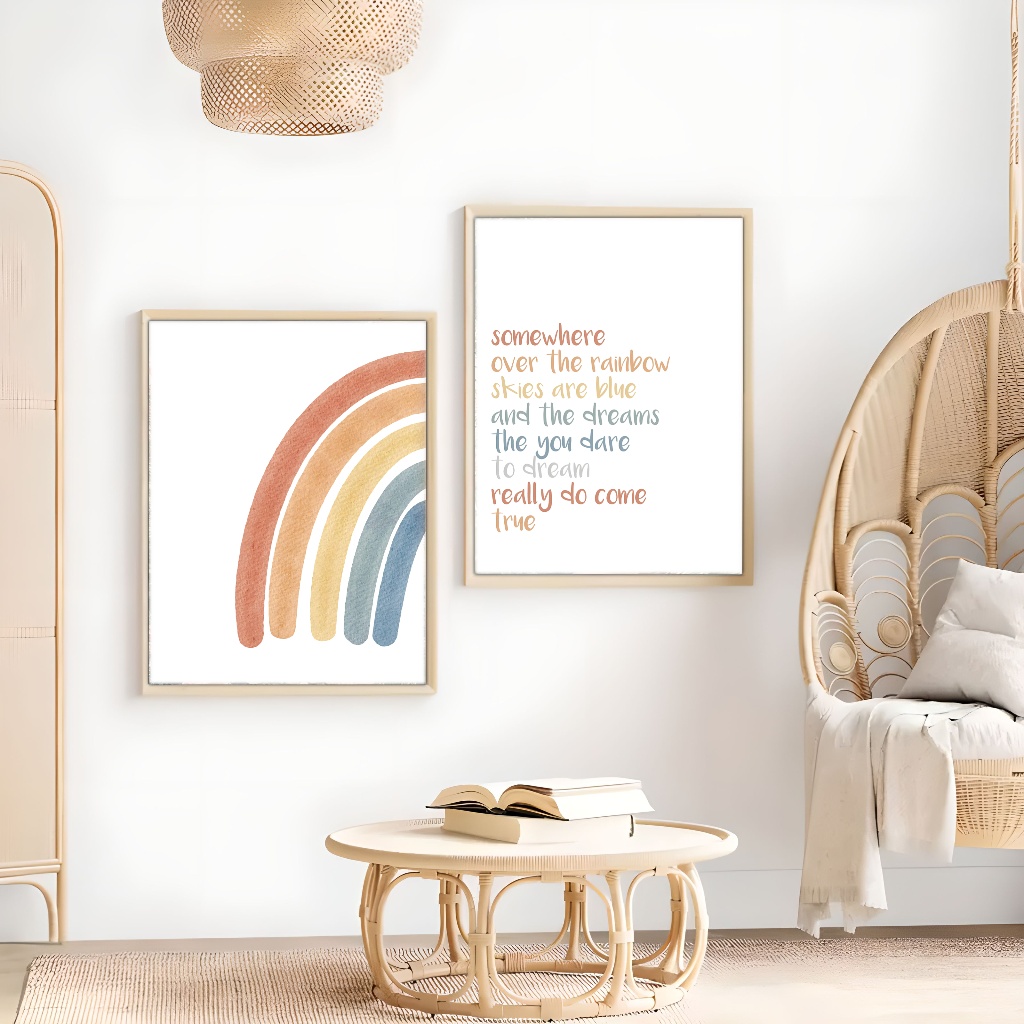 somewhere
over the rainbow
skies are blue
and the dreams
the you dare
to dream
really do come
true